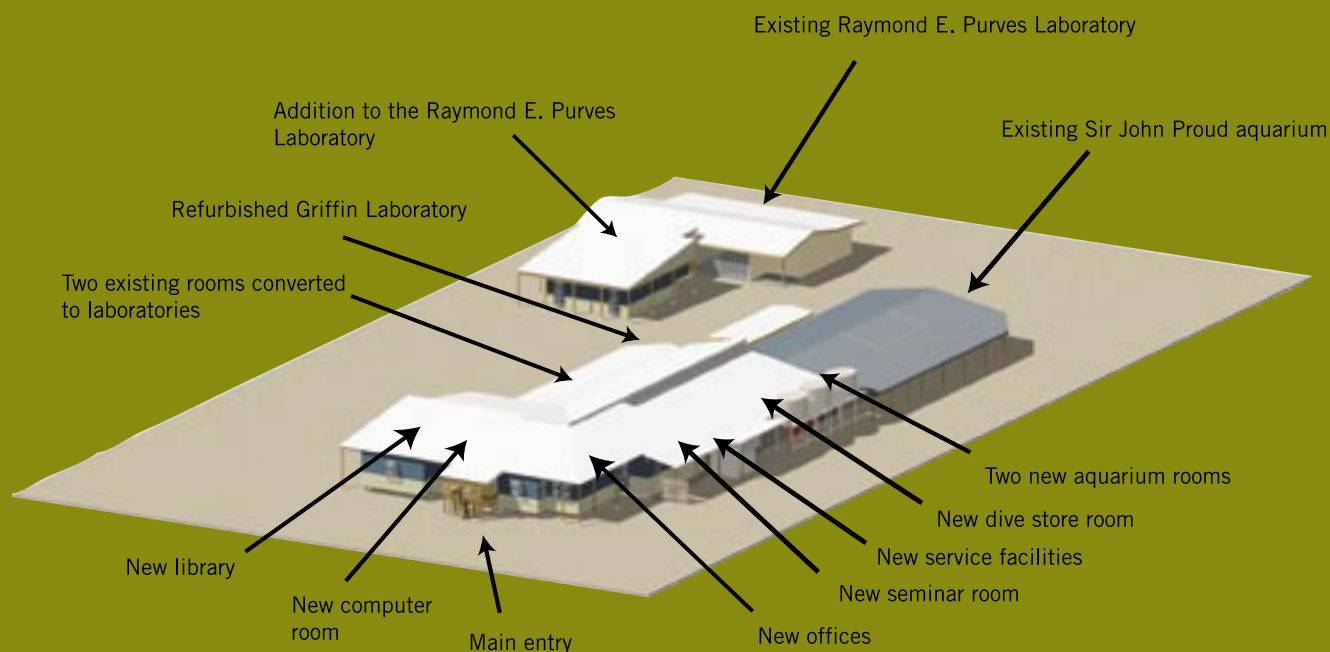 Existing Raymond E. Purves Laboratory
Addition to the Raymond E. Purves
Laboratory
Existing Sir John Proud aquarium
Refurbished Griffin Laboratory
Two existing rooms converted
to laboratories
Two new aquarium rooms
New dive store room
New library
New service facilities
New computer
room
New seminar room
Main entry
New offices